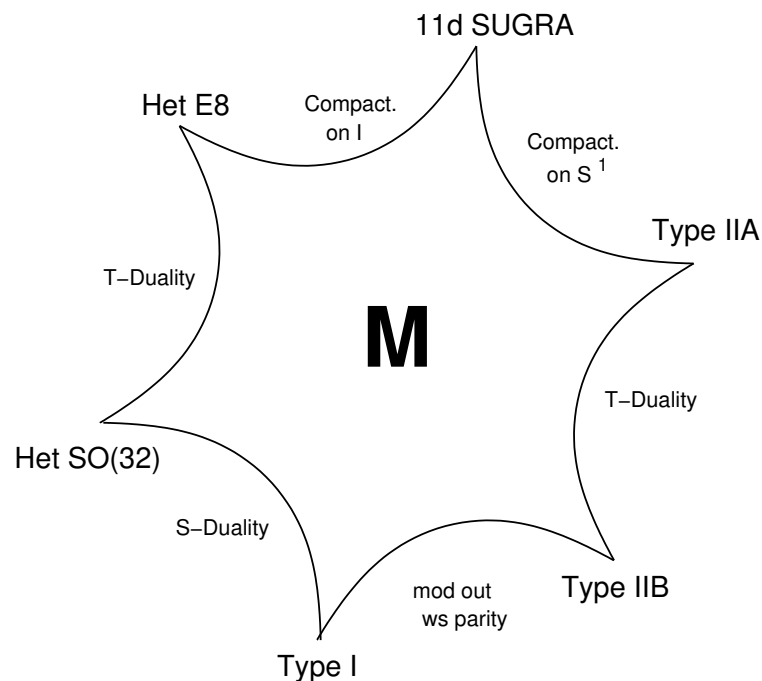 11d SUGRA
Het E8
Compact.
on I
Compact.
on S 1
Type IIA
T−Duality
M
T−Duality
Het SO(32)
S−Duality
Type IIB
mod out
ws parity
Type I